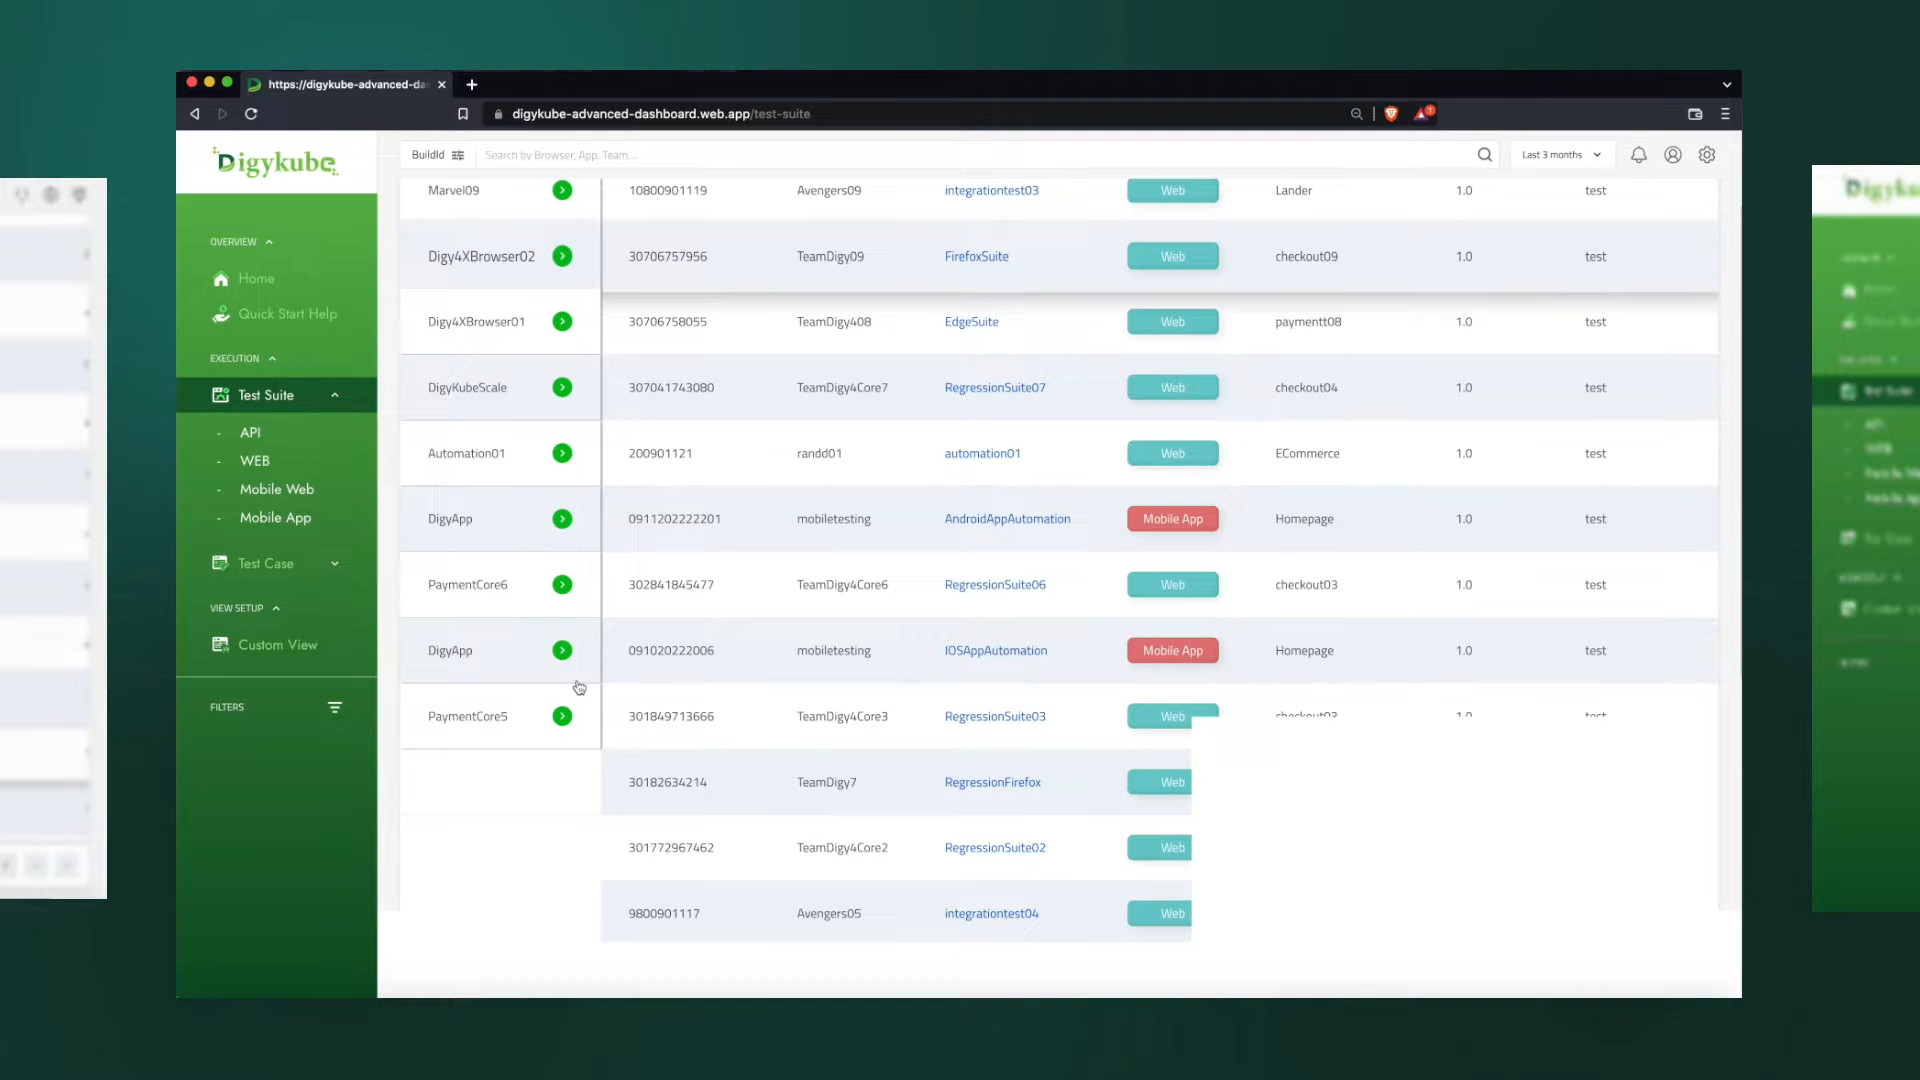 https://digykube-advanced-da
digykube-advanced-dashboard.web.app/test-suite
1
Digykube
BuildId
Search by Browser, App, Team...
Last 3 months
OVERVIEW
Home
Quick Start Help
EXECUTION
Test Suite
- API
- WEB
- Mobile Web
- Mobile App
Test Case
VIEW SETUP
Custom View
FILTERS
Marvel09 10800901119 Avengers09 integrationtest03 Web Lander 1.0 test
Digy4XBrowser02 30706757956 TeamDigy09 FirefoxSuite Web checkout09 1.0 test
Digy4XBrowser01 30706758055 TeamDigy408 EdgeSuite Web paymentt08 1.0 test
DigyKubeScale 307041743080 TeamDigy4Core7 RegressionSuite07 Web checkout04 1.0 test
Automation01 200901121 randd01 automation01 Web ECommerce 1.0 test
DigyApp 0911202222201 mobiletesting AndroidAppAutomation Mobile App Homepage 1.0 test
PaymentCore6 302841845477 TeamDigy4Core6 RegressionSuite06 Web checkout03 1.0 test
DigyApp 091020222006 mobiletesting IOSAppAutomation Mobile App Homepage 1.0 test
PaymentCore5 301849713666 TeamDigy4Core3 RegressionSuite03 Web checkout03 1.0 test
30182634214 TeamDigy7 RegressionFirefox Web
301772967462 TeamDigy4Core2 RegressionSuite02 Web
9800901117 Avengers05 integrationtest04 Web